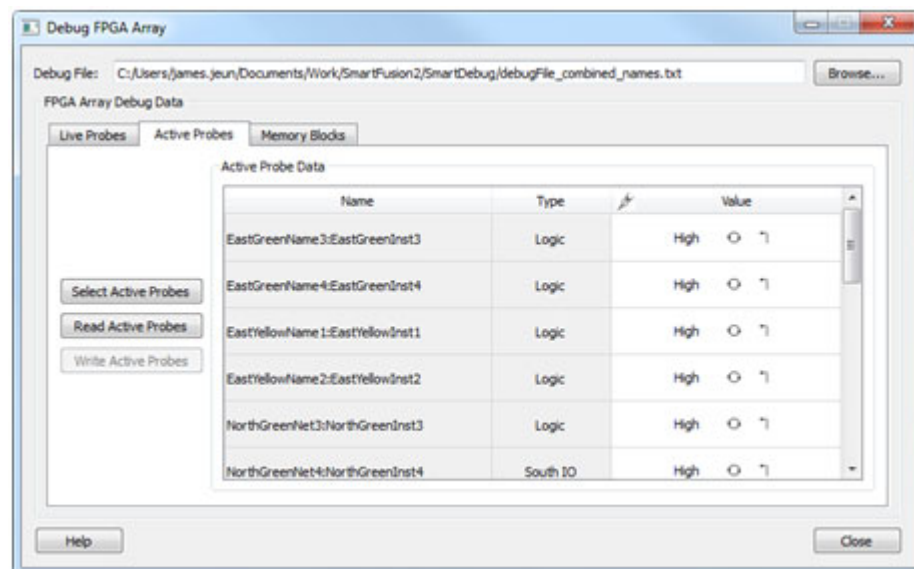 Debug FPGA Array
Debug File: C:/Users/james.jeun/Documents/Work/SmartFusion2/SmartDebug/debugFile_combined_names.txt Browse...
FPGA Array Debug Data
Live Probes Active Probes Memory Blocks
Active Probe Data
Name Type Value
EastGreenName3:EastGreenInst3 Logic High
Select Active Probes
EastGreenName4:EastGreenInst4 Logic High
Read Active Probes
EastYellowName1:EastYellowInst1 Logic High
Write Active Probes
EastYellowName2:EastYellowInst2 Logic High
NorthGreenNet3:NorthGreenInst3 Logic High
NorthGreenNet4:NorthGreenInst4 South IO High
Help Close